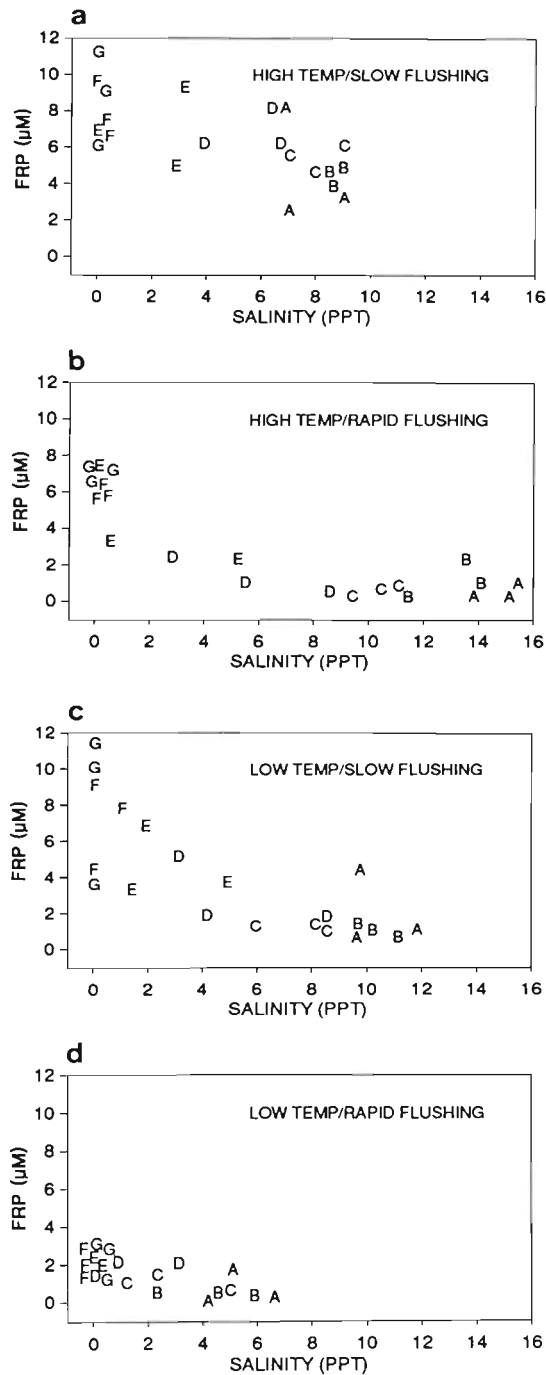 a
HIGH TEMP/SLOW FLUSHING
FRP (µM)
12
10
8
6
4
2
0
G
F
G
F
E
F
G
E
E
D
D
A
D
C
A
C
B
B
C
B
A
0 2 4 6 8 10 12 14 16
SALINITY (PPT)
b
HIGH TEMP/RAPID FLUSHING
FRP (µM)
12
10
8
6
4
2
0
G
E
G
G
F
F
F
E
D
E
D
D
C
C
C
B
B
B
A
A
A
0 2 4 6 8 10 12 14 16
SALINITY (PPT)
c
LOW TEMP/SLOW FLUSHING
FRP (µM)
12
10
8
6
4
2
0
G
G
F
F
G
F
E
E
D
D
E
C
C
D
C
A
B
A
B
B
A
0 2 4 6 8 10 12 14 16
SALINITY (PPT)
d
LOW TEMP/RAPID FLUSHING
FRP (µM)
12
10
8
6
4
2
0
F
G
G
E
D
F
D
G
C
C
B
D
A
B
C
A
B
A
0 2 4 6 8 10 12 14 16
SALINITY (PPT)